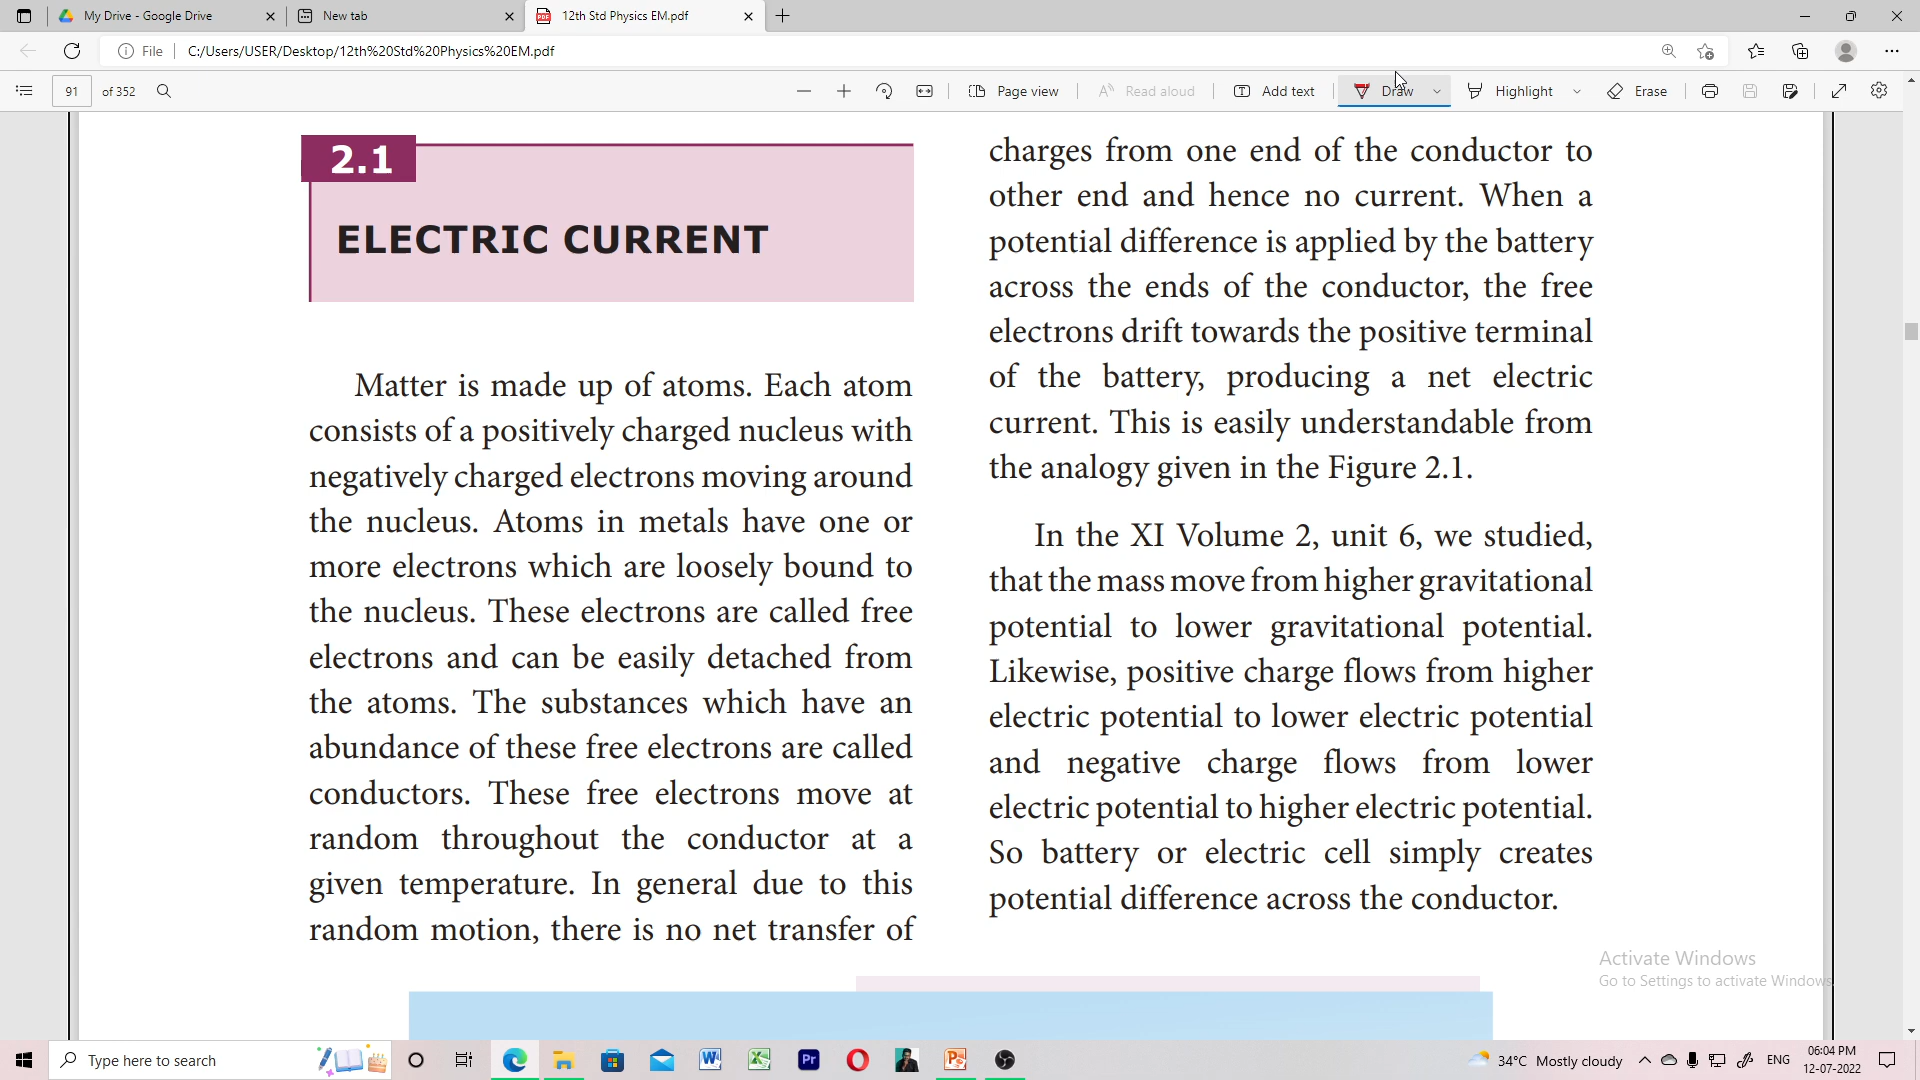 My Drive - Google Drive
New tab
12th Std Physics EM.pdf
File
C:/Users/USER/Desktop/12th%20Std%20Physics%20EM.pdf
91 of 352
Page view
Read aloud
Add text
Draw
Highlight
Erase
2.1
ELECTRIC CURRENT
Matter is made up of atoms. Each atom
consists of a positively charged nucleus with
negatively charged electrons moving around
the nucleus. Atoms in metals have one or
more electrons which are loosely bound to
the nucleus. These electrons are called free
electrons and can be easily detached from
the atoms. The substances which have an
abundance of these free electrons are called
conductors. These free electrons move at
random throughout the conductor at a
given temperature. In general due to this
random motion, there is no net transfer of
charges from one end of the conductor to
other end and hence no current. When a
potential difference is applied by the battery
across the ends of the conductor, the free
electrons drift towards the positive terminal
of the battery, producing a net electric
current. This is easily understandable from
the analogy given in the Figure 2.1.
In the XI Volume 2, unit 6, we studied,
that the mass move from higher gravitational
potential to lower gravitational potential.
Likewise, positive charge flows from higher
electric potential to lower electric potential
and negative charge flows from lower
electric potential to higher electric potential.
So battery or electric cell simply creates
potential difference across the conductor.
Activate Windows
Go to Settings to activate Windows.
Type here to search
34°C Mostly cloudy
ENG
06:04 PM
12-07-2022